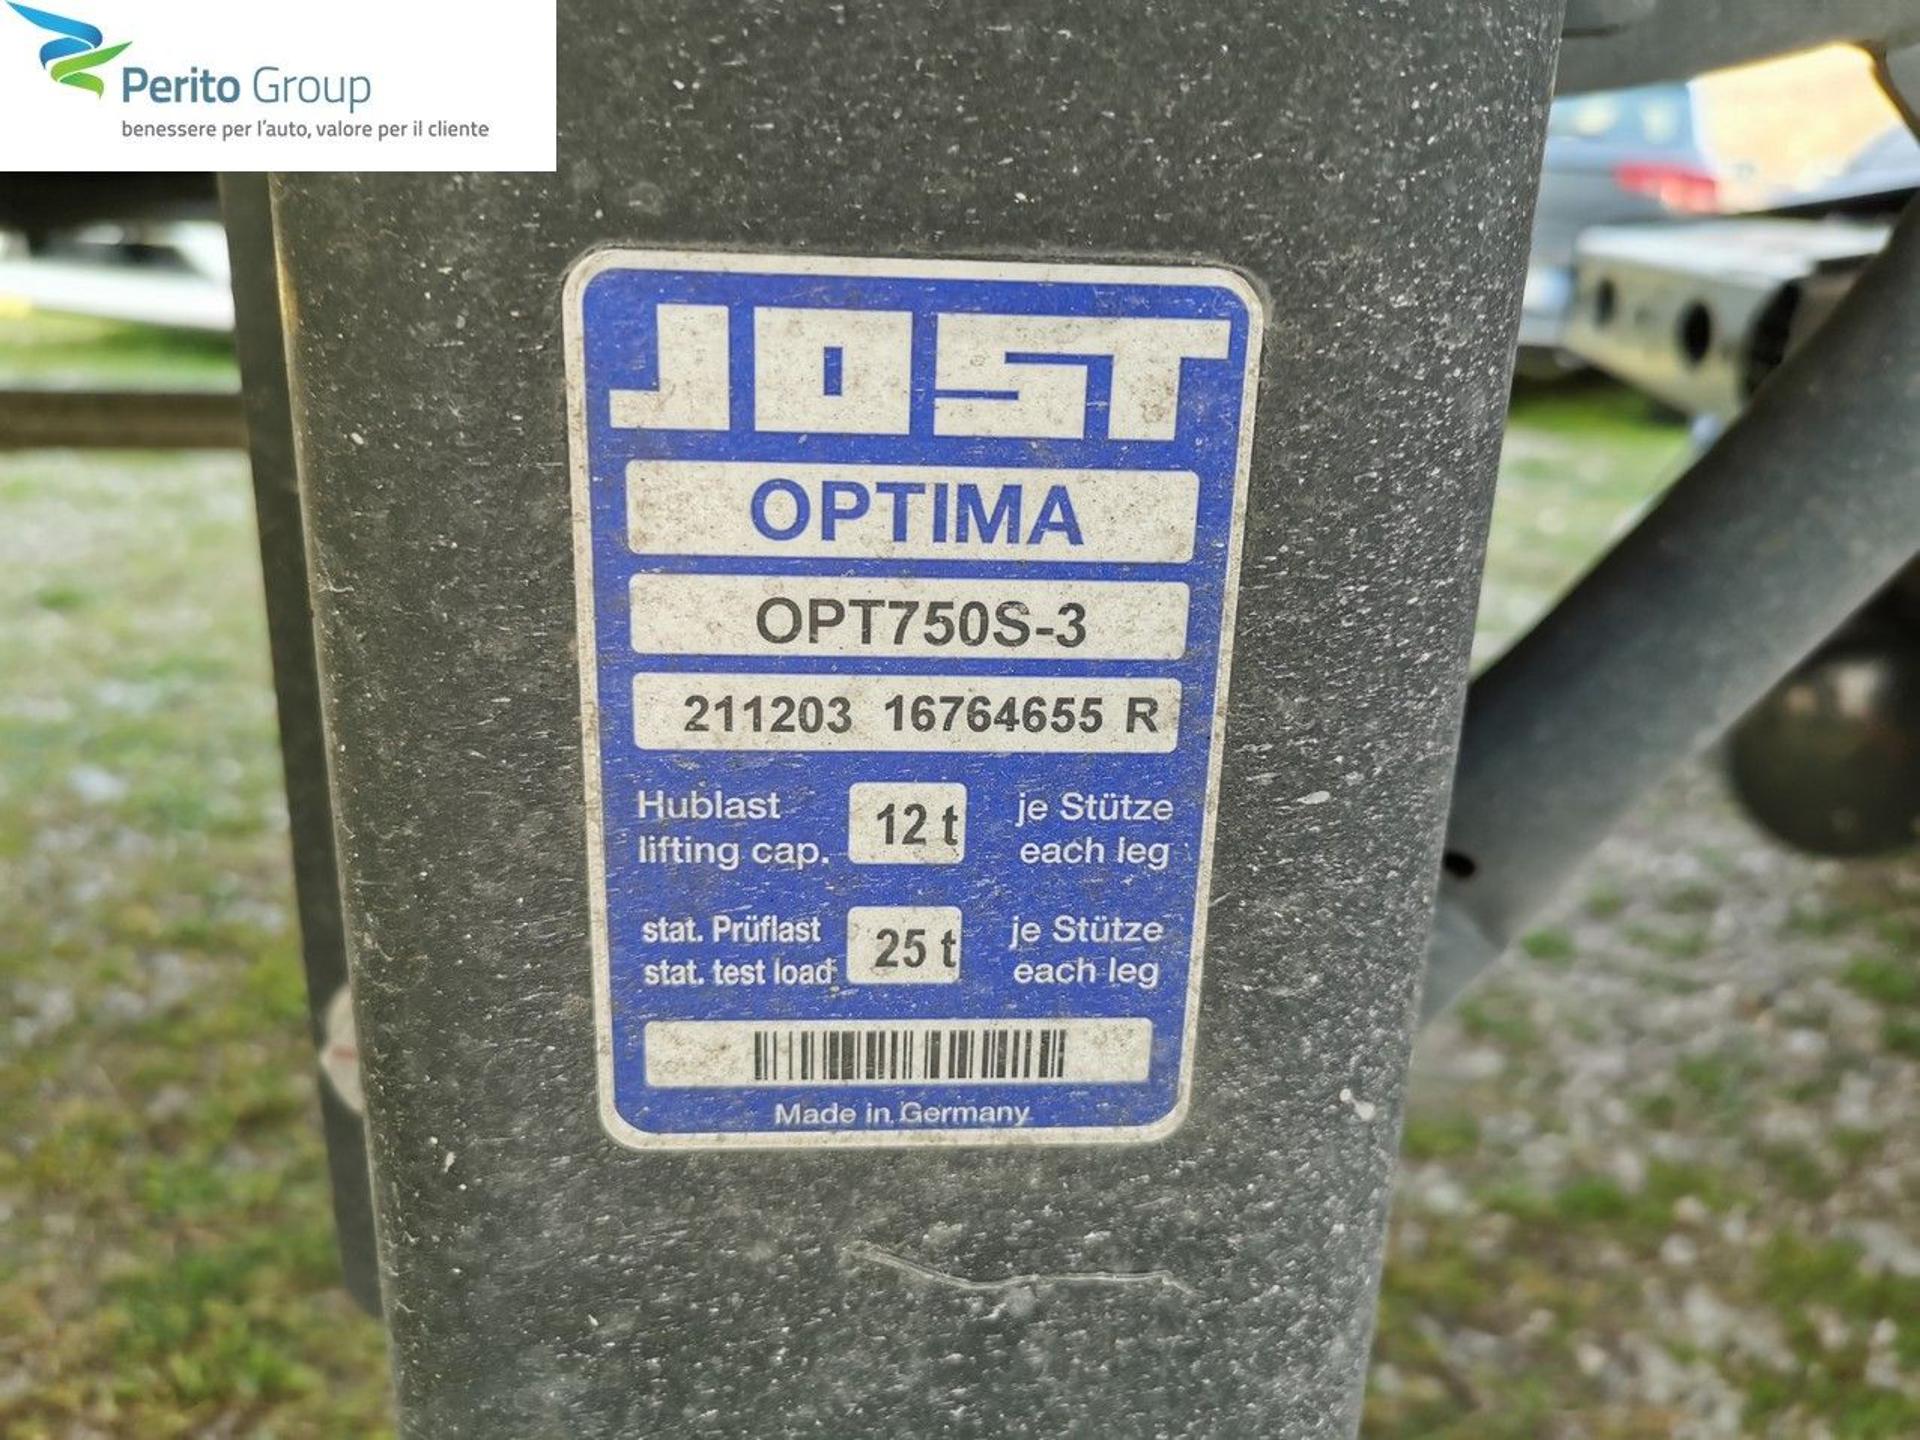 Perito Group
benessere per l'auto, valore per il cliente
JOST
OPTIMA
OPT750S-3
211203 16764655 R
Hublast 12 t je Stütze
lifting cap. each leg
stat. Prüflast 25 t je Stütze
stat. test load each leg
Made in Germany